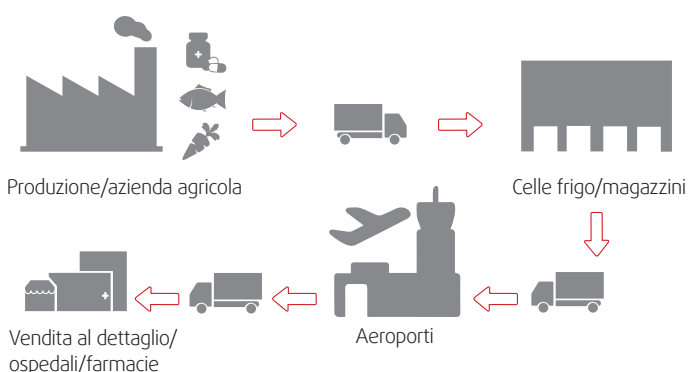 Produzione/azienda agricola
Celle frigo/magazzini
Aeroporti
Vendita al dettaglio/
ospedali/farmacie